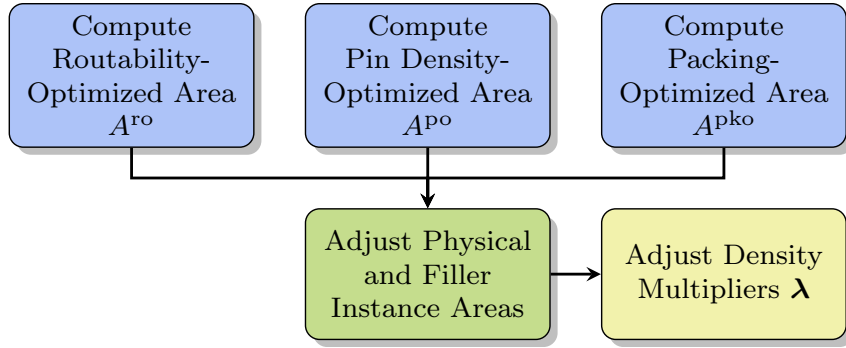 Compute
Routability-
Optimized Area
A^ro
Compute
Pin Density-
Optimized Area
A^po
Compute
Packing-
Optimized Area
A^pko
Adjust Physical
and Filler
Instance Areas
Adjust Density
Multipliers λ